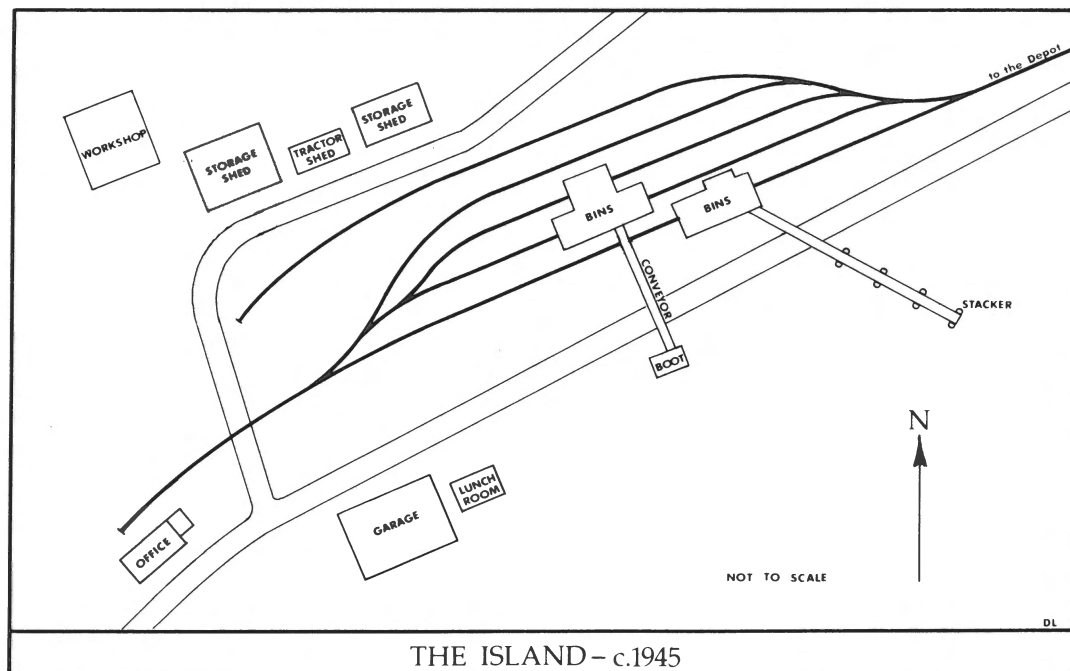 to the Depot
STORAGE
SHED
TRACTOR
SHED
WORKSHOP
STORAGE
SHED
BINS
BINS
CONVEYOR
STACKER
BOOT
N
LUNCH
ROOM
GARAGE
OFFICE
NOT TO SCALE
DL
THE ISLAND – c.1945